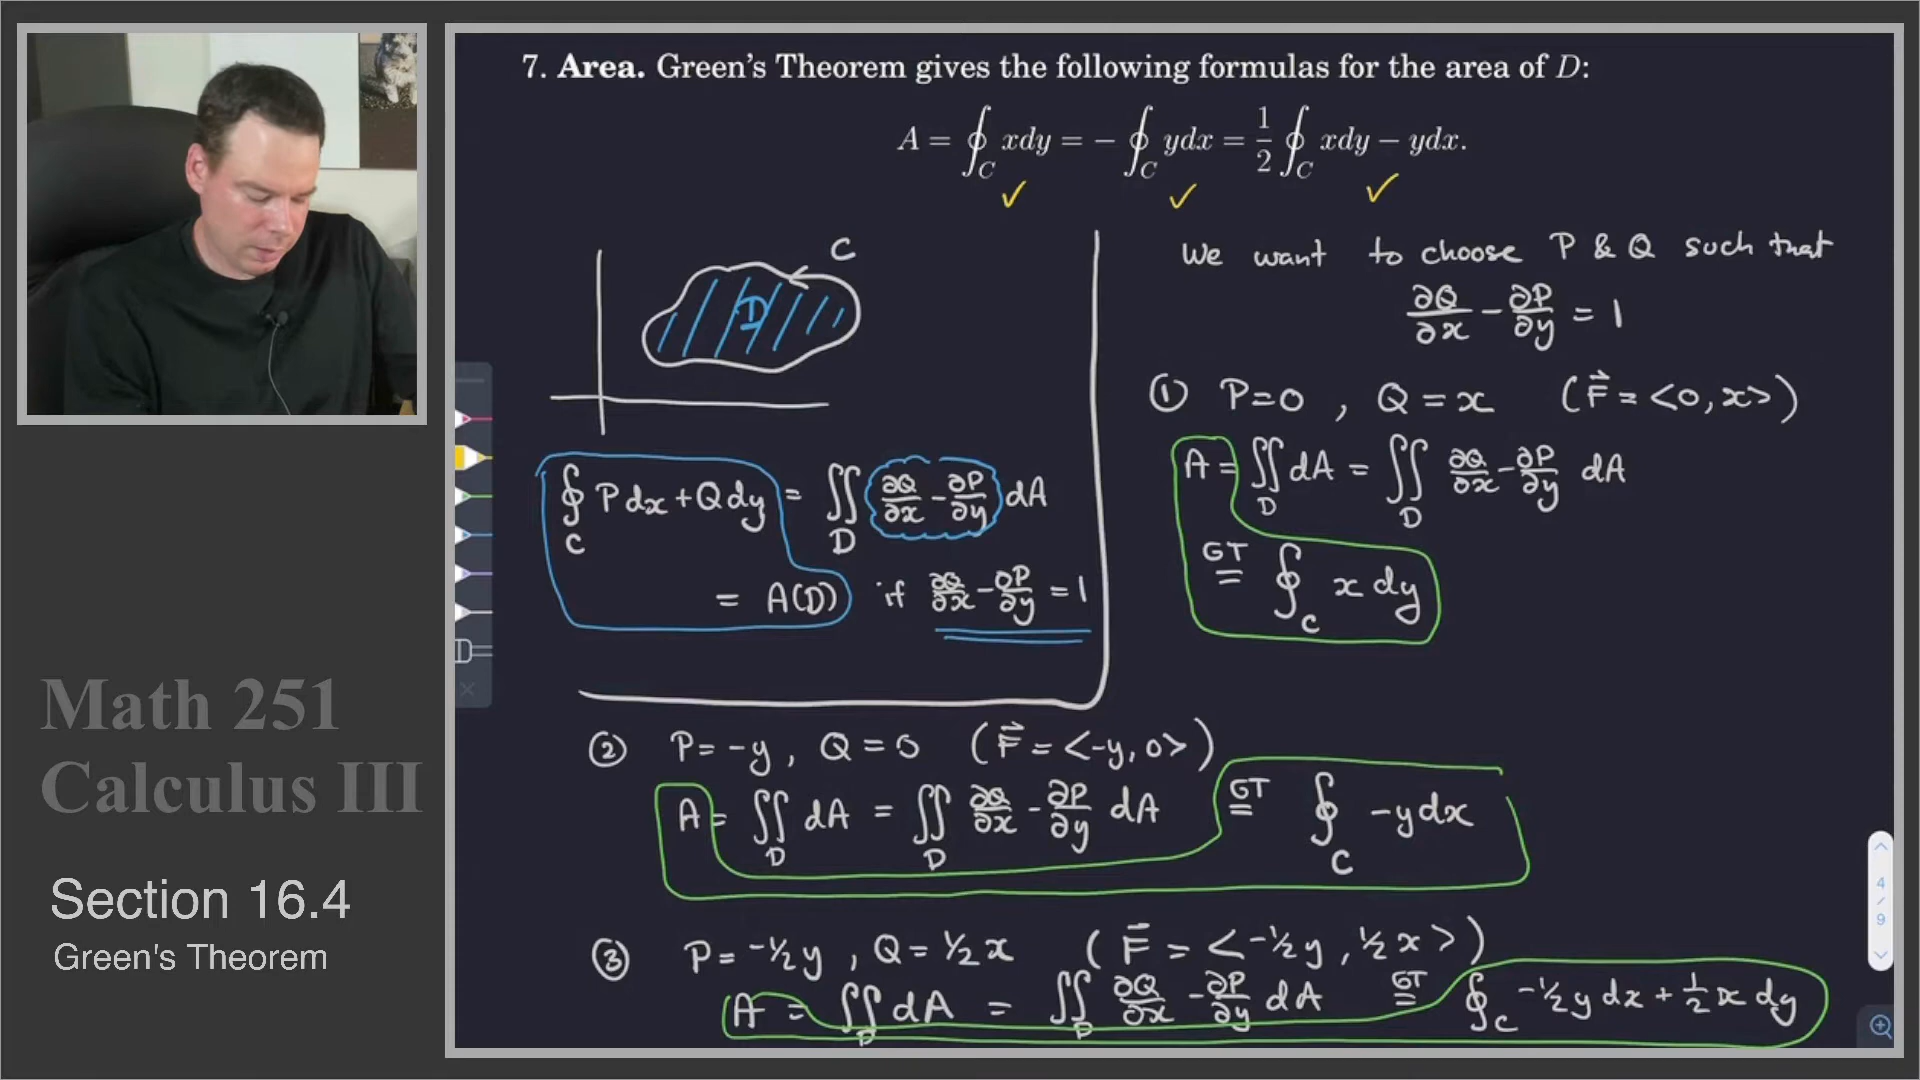 7. Area. Green's Theorem gives the following formulas for the area of D:
A = ∮_C xdy = − ∮_C ydx = 1/2 ∮_C xdy − ydx.
✓ ✓ ✓
C
D
∮_C P dx + Q dy = ∬_D ∂Q/∂x − ∂P/∂y dA
= A(D) if ∂Q/∂x − ∂P/∂y = 1
We want to choose P & Q such that
∂Q/∂x − ∂P/∂y = 1
① P=0 , Q = x (F⃗ = <0, x>)
A = ∬_D dA = ∬_D ∂Q/∂x − ∂P/∂y dA
GT= ∮_C x dy
② P = -y , Q = 0 (F⃗ = <-y, 0>)
A = ∬_D dA = ∬_D ∂Q/∂x − ∂P/∂y dA GT= ∮_C -y dx
③ P = -½y , Q = ½x (F⃗ = <-½y , ½x>)
A = ∬_D dA = ∬_D ∂Q/∂x − ∂P/∂y dA GT= ∮_C -½y dx + ½x dy
Math 251
Calculus III
Section 16.4
Green's Theorem
4
/
9